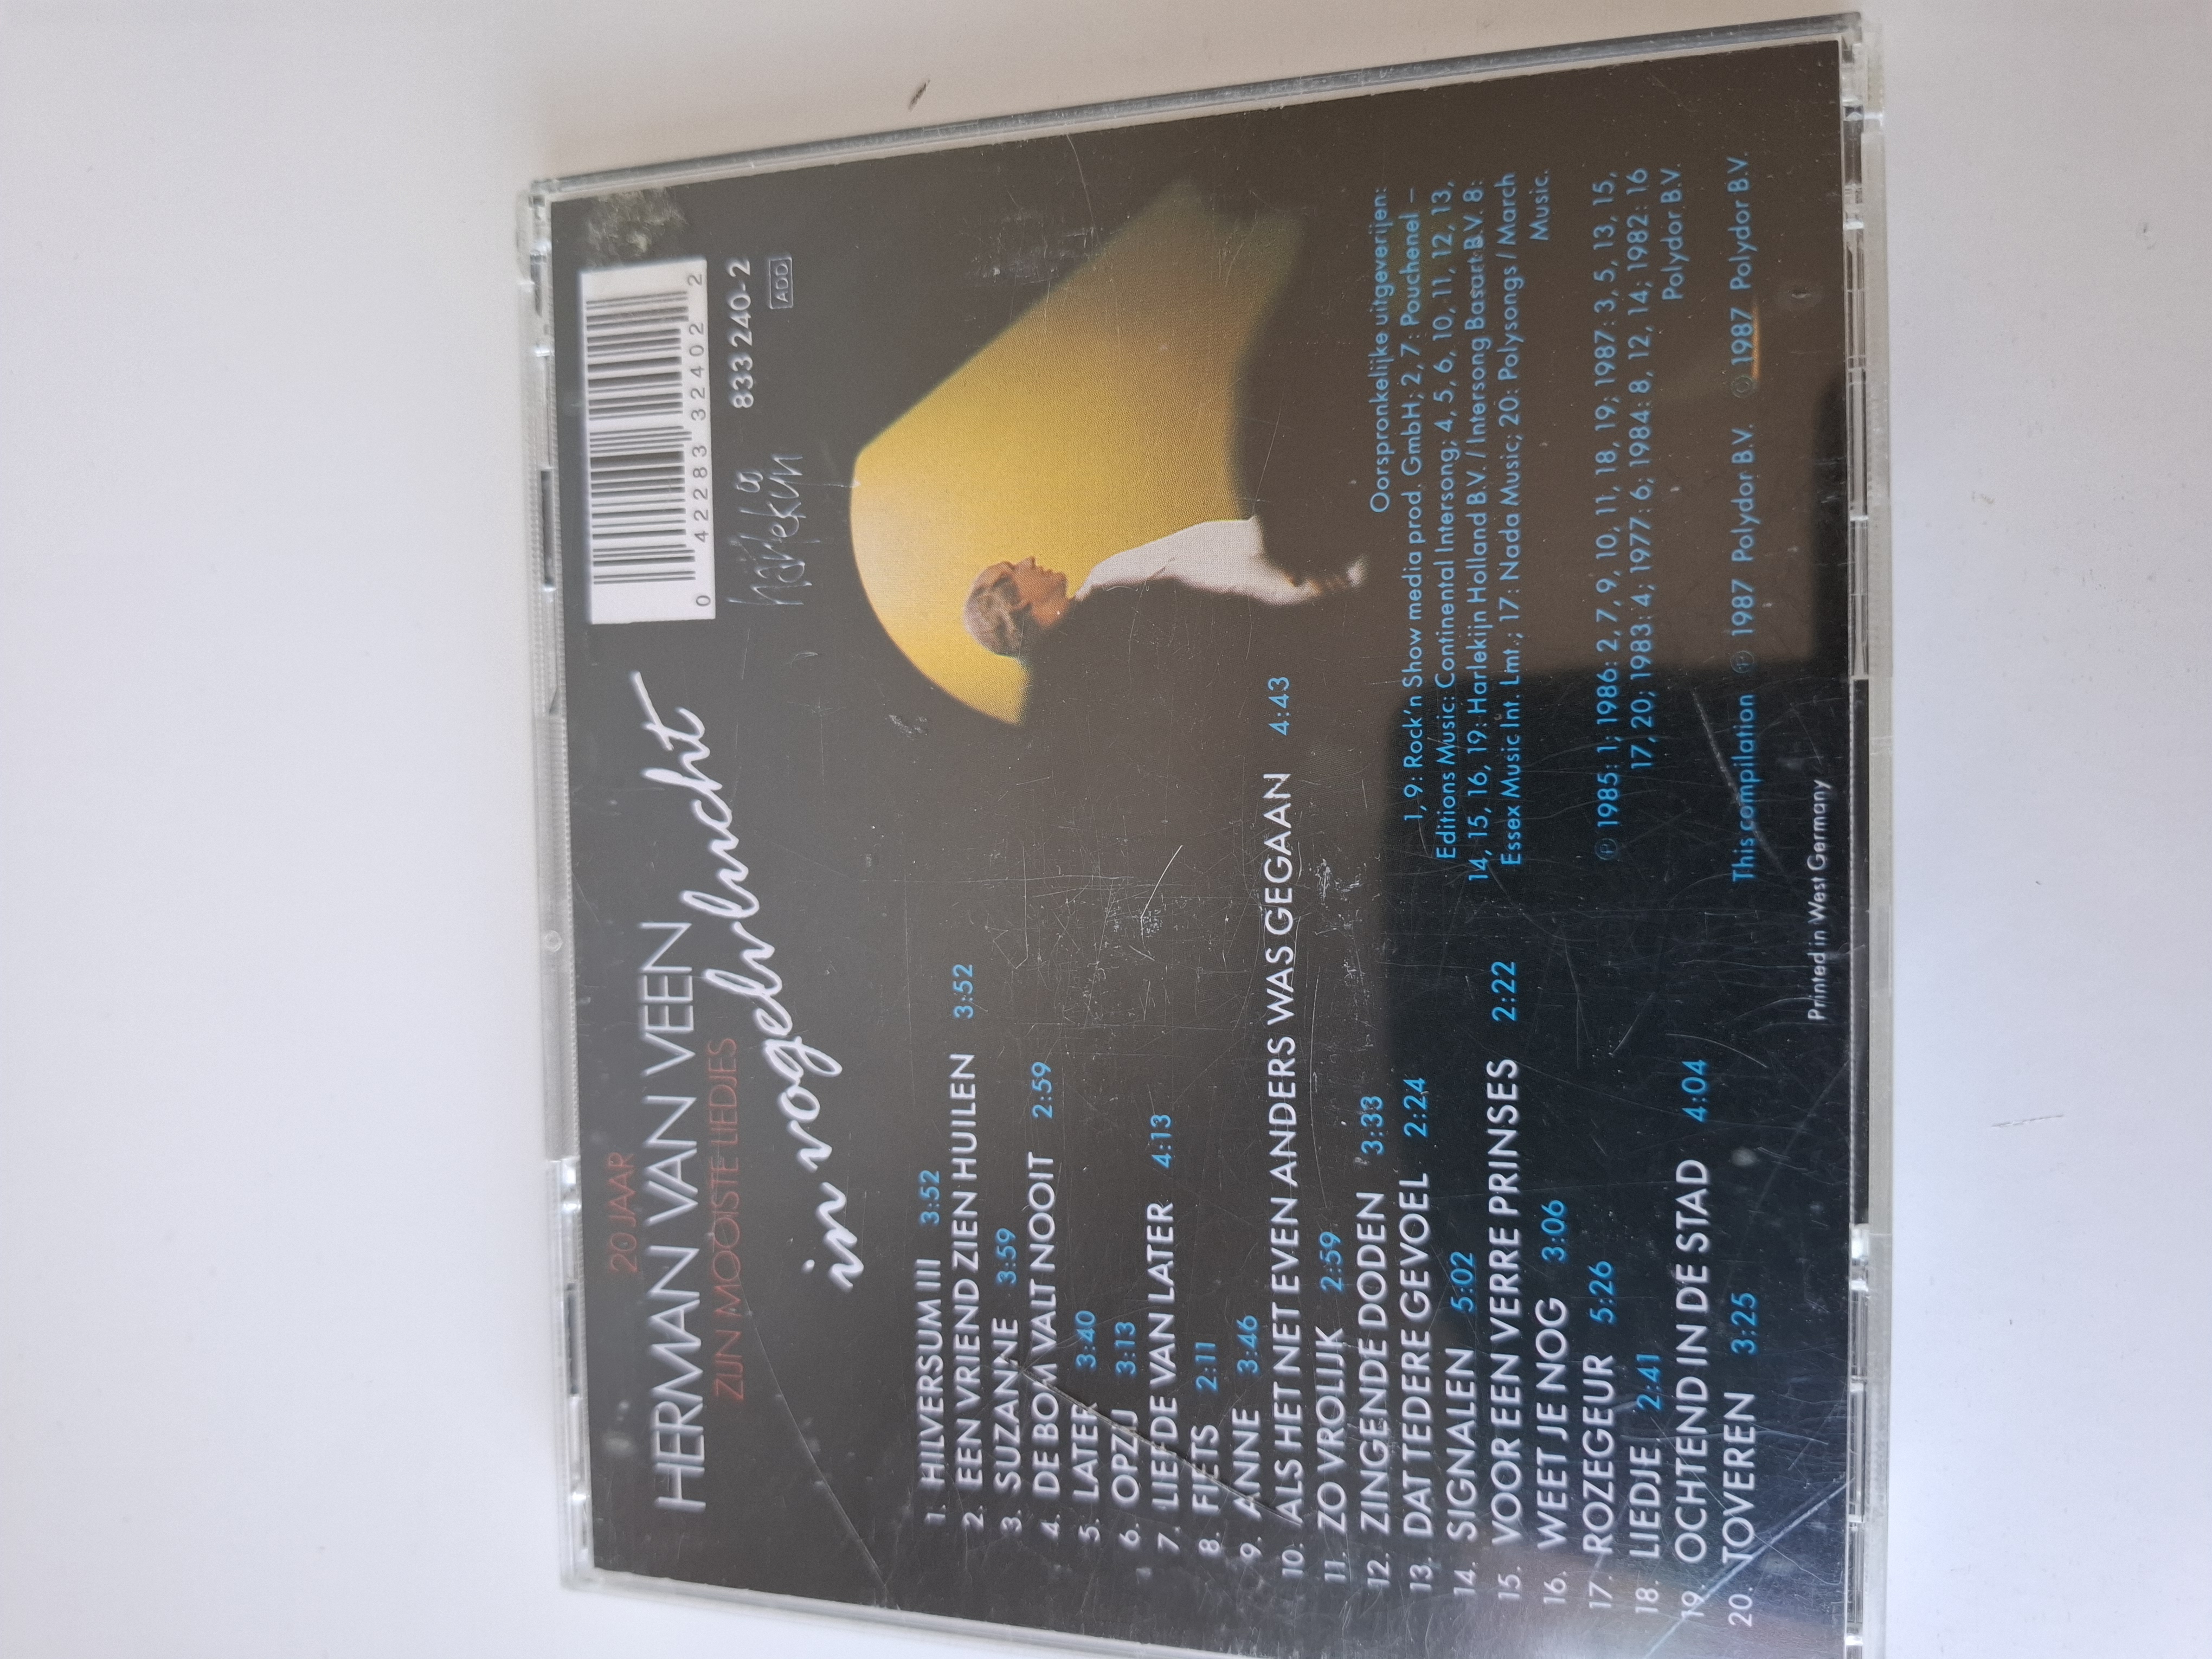 20 JAAR
HERMAN VAN VEEN
ZIJN MOOISTE LIEDJES
in vogelvlucht
0 42283 32402 2
833 240-2
ADD
harlekijn
1. HILVERSUM III 3:52
2. EEN VRIEND ZIEN HUILEN 3:52
3. SUZANNE 3:59
4. DE BOM VALT NOOIT 2:59
5. LATER 3:40
6. OPZIJ 3:13
7. LIEFDE VAN LATER 4:13
8. FIETS 2:11
9. ANNE 3:46
10. ALS HET NET EVEN ANDERS WAS GEGAAN 4:43
11. ZO VROLIJK 2:59
12. ZINGENDE DODEN 3:33
13. DAT TEDERE GEVOEL 2:24
14. SIGNALEN 5:02
15. VOOR EEN VERRE PRINSES 2:22
16. WEET JE NOG 3:06
17. ROZEGEUR 5:26
18. LIEDJE 2:41
19. OCHTEND IN DE STAD 4:04
20. TOVEREN 3:25
Oorspronkelijke uitgeverijen:
1, 9: Rock'n Show media prod. GmbH; 2, 7: Pouchenel –
Editions Music: Continental Intersong; 4, 5, 6, 10, 11, 12, 13,
14, 15, 16, 19: Harlekijn Holland B.V. / Intersong Basart B.V. 8:
Essex Music Int. Lmt.; 17: Nada Music; 20: Polysongs / March
Music.
℗ 1985: 1; 1986: 2, 7, 9, 10, 11, 18, 19; 1987: 3, 5, 13, 15,
17, 20; 1983: 4; 1977: 6; 1984: 8, 12, 14; 1982: 16
Polydor B.V.
This compilation ℗ 1987 Polydor B.V. © 1987 Polydor B.V.
Printed in West Germany